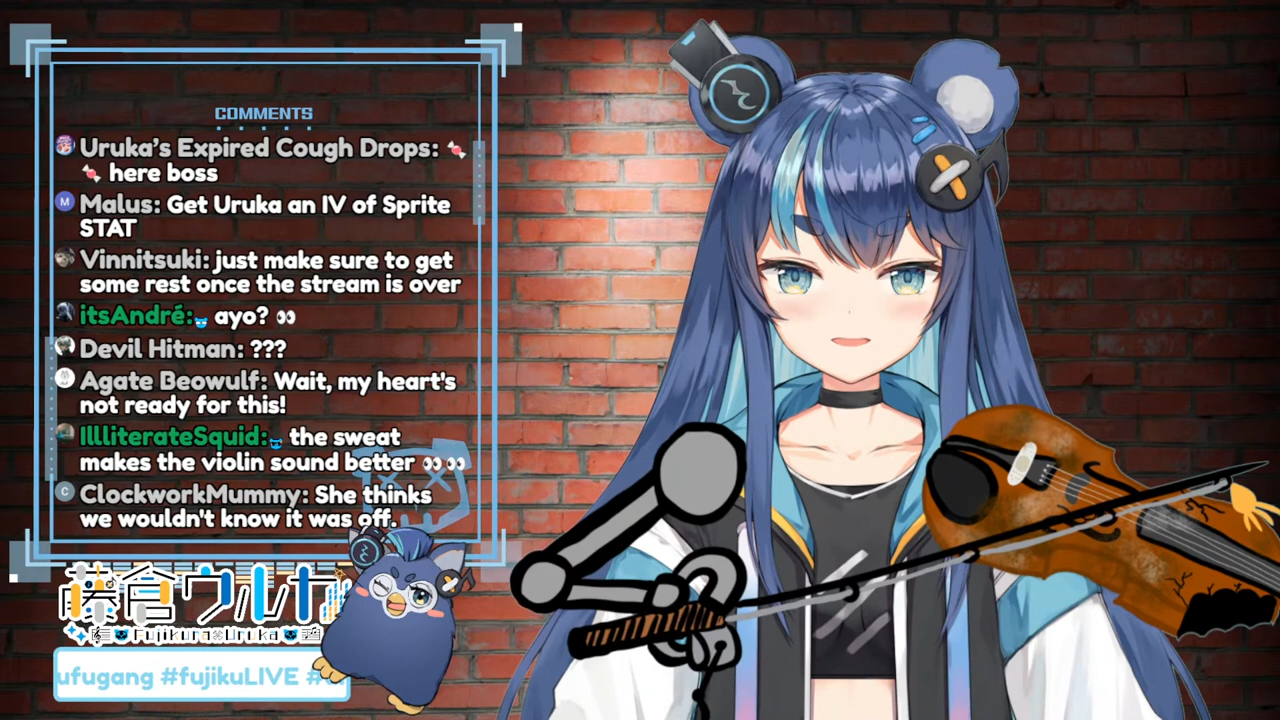 COMMENTS
Uruka's Expired Cough Drops: 🍬
🍬 here boss
M Malus: Get Uruka an IV of Sprite
STAT
Vinnitsuki: just make sure to get
some rest once the stream is over
itsAndré: ayo? 👀
Devil Hitman: ???
Agate Beowulf: Wait, my heart's
not ready for this!
IllliterateSquid: the sweat
makes the violin sound better 👀👀
C ClockworkMummy: She thinks
we wouldn't know it was off.
藤倉ウルカ
Fujikura Uruka
ufugang #fujikuLIVE #